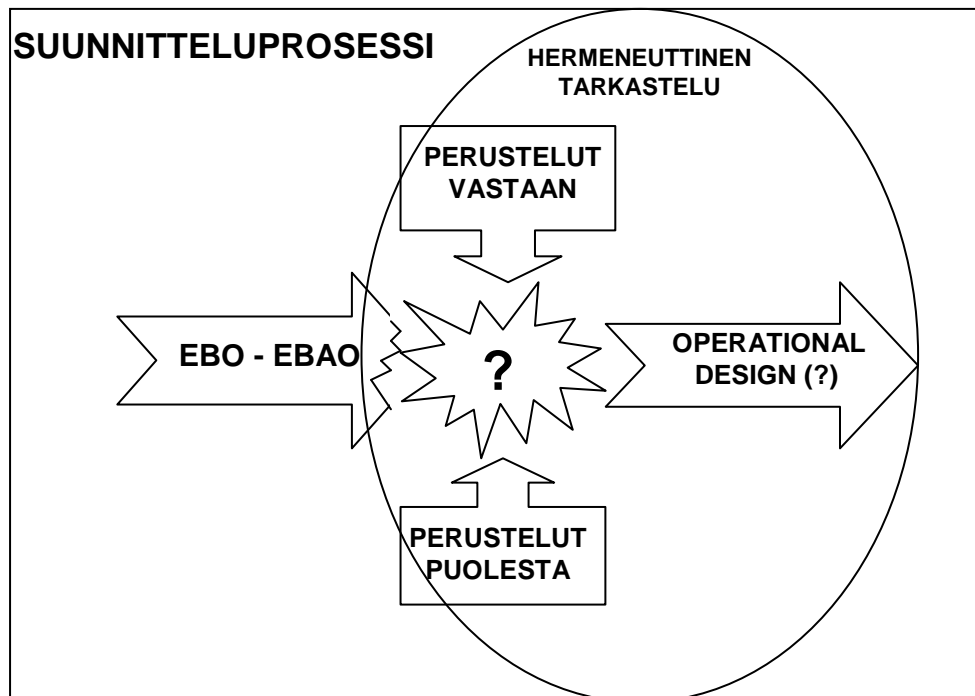 SUUNNITTELUPROSESSI
HERMENEUTTINEN
TARKASTELU
PERUSTELUT
VASTAAN
EBO - EBAO
?
OPERATIONAL
DESIGN (?)
PERUSTELUT
PUOLESTA